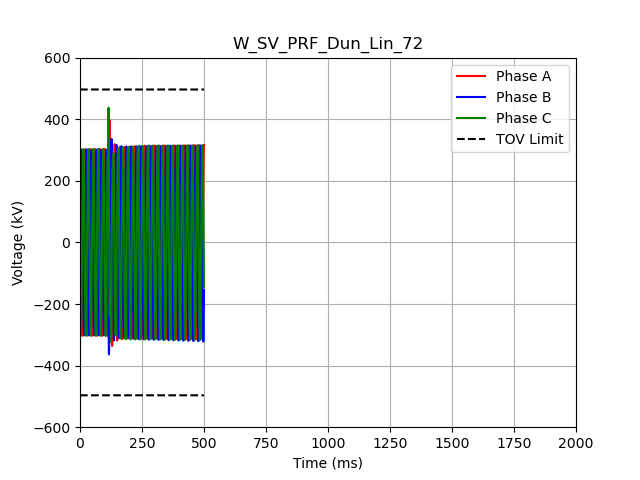 W_SV_PRF_Dun_Lin_72
600
400
200
0
−200
−400
−600
Voltage (kV)
Phase A
Phase B
Phase C
TOV Limit
0 250 500 750 1000 1250 1500 1750 2000
Time (ms)